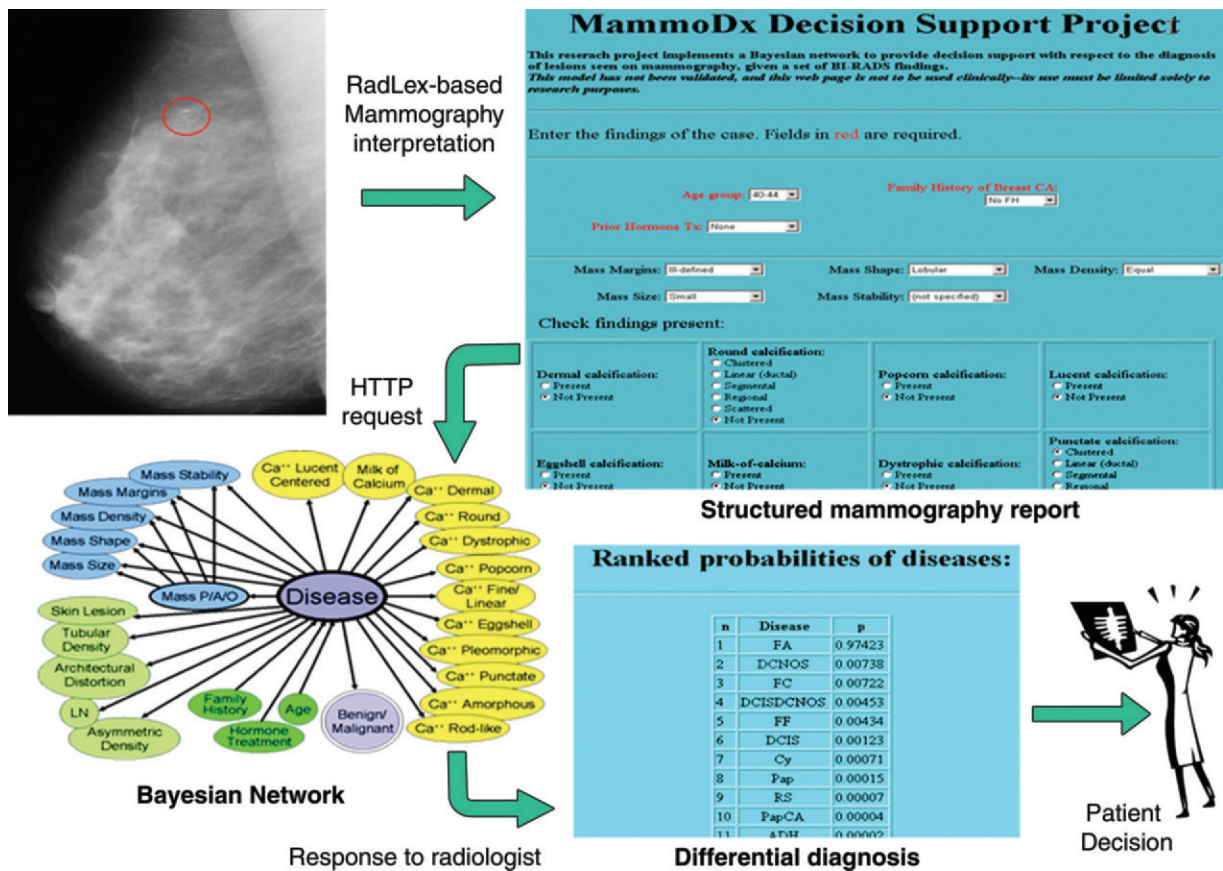 MammoDx Decision Support Project
This reserach project implements a Bayesian network to provide decision support with respect to the diagnosis
of lesions seen on mammography, given a set of BI-RADS findings.
This model has not been validated, and this web page is not to be used clinically--its use must be limited solely to
research purposes.
RadLex-based
Mammography
interpretation
Enter the findings of the case. Fields in red are required.
Age group: 40-44
Family History of Breast CA:
No FH
Prior Hormone Tx: None
Mass Margins: Ill-defined
Mass Shape: Lobular
Mass Density: Equal
Mass Size: Small
Mass Stability: (not specified)
Check findings present:
Dermal calcification:
Present
Not Present
Round calcification:
Clustered
Linear (ductal)
Segmental
Regional
Scattered
Not Present
Popcorn calcification:
Present
Not Present
Lucent calcification:
Present
Not Present
Eggshell calcification:
Present
Not Present
Milk-of-calcium:
Present
Not Present
Dystrophic calcification:
Present
Not Present
Punctate calcification:
Clustered
Linear (ductal)
Segmental
Regional
Structured mammography report
HTTP
request
Mass Stability
Mass Margins
Mass Density
Mass Shape
Mass Size
Mass P/A/O
Ca++ Lucent
Centered
Milk of
Calcium
Ca++ Dermal
Ca++ Round
Ca++ Dystrophic
Ca++ Popcorn
Ca++ Fine/
Linear
Ca++ Eggshell
Ca++ Pleomorphic
Ca++ Punctate
Ca++ Amorphous
Ca++ Rod-like
Disease
Skin Lesion
Tubular
Density
Architectural
Distortion
LN
Asymmetric
Density
Family
History
Hormone
Treatment
Age
Benign/
Malignant
Bayesian Network
Response to radiologist
Ranked probabilities of diseases:
n Disease p
1 FA 0.97423
2 DCNOS 0.00738
3 FC 0.00722
4 DCISDCNOS 0.00453
5 FF 0.00434
6 DCIS 0.00123
7 Cy 0.00071
8 Pap 0.00015
9 RS 0.00007
10 PapCA 0.00004
11 ADH 0.00002
Differential diagnosis
Patient
Decision